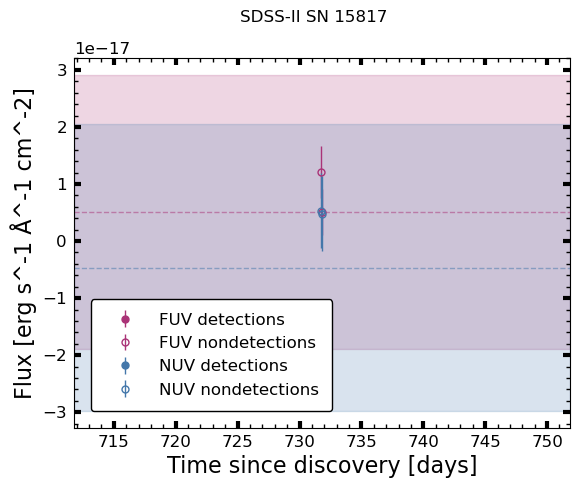 SDSS-II SN 15817
1e−17
3
2
1
0
−1
−2
−3
Flux [erg s^-1 Å^-1 cm^-2]
FUV detections
FUV nondetections
NUV detections
NUV nondetections
715 720 725 730 735 740 745 750
Time since discovery [days]